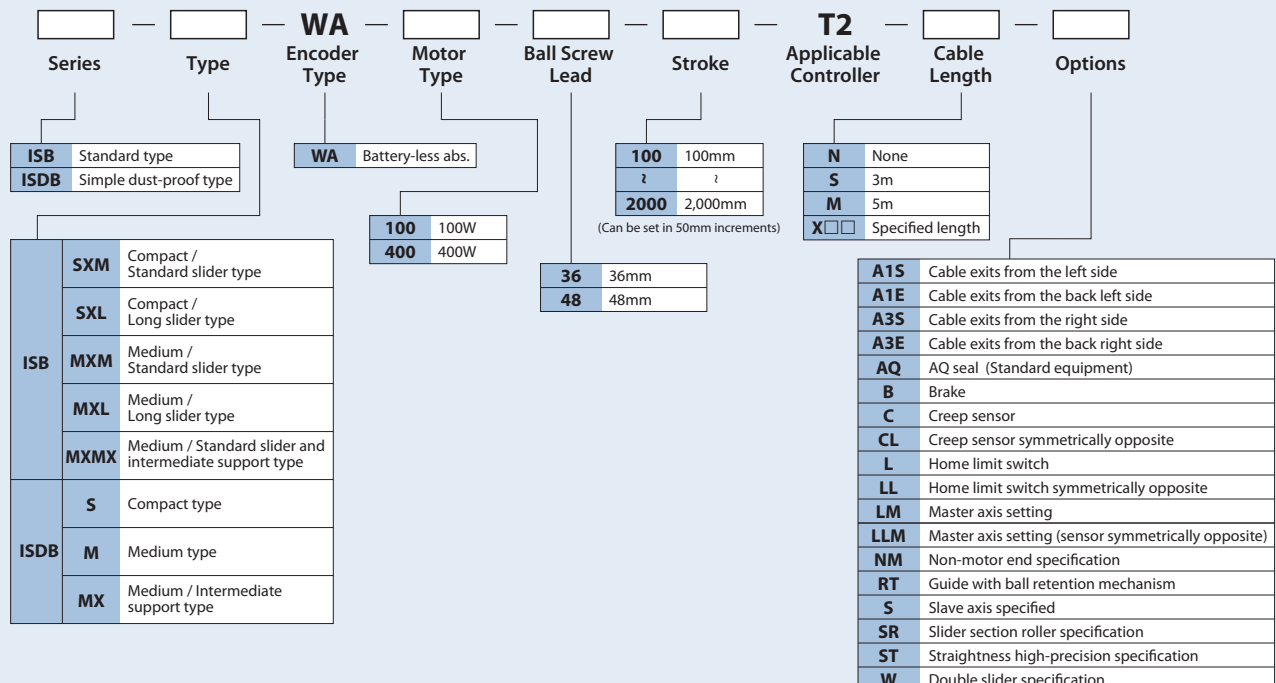 — — WA — — — — T2 — —
Series
Type
Encoder
Type
Motor
Type
Ball Screw
Lead
Stroke
Applicable
Controller
Cable
Length
Options
ISB Standard type
ISDB Simple dust-proof type
WA Battery-less abs.
100 100W
400 400W
36 36mm
48 48mm
100 100mm
≀ ≀
2000 2,000mm
(Can be set in 50mm increments)
N None
S 3m
M 5m
X□□ Specified length
ISB
SXM Compact /
Standard slider type
SXL Compact /
Long slider type
MXM Medium /
Standard slider type
MXL Medium /
Long slider type
MXMX Medium / Standard slider and
intermediate support type
ISDB
S Compact type
M Medium type
MX Medium / Intermediate
support type
A1S Cable exits from the left side
A1E Cable exits from the back left side
A3S Cable exits from the right side
A3E Cable exits from the back right side
AQ AQ seal (Standard equipment)
B Brake
C Creep sensor
CL Creep sensor symmetrically opposite
L Home limit switch
LL Home limit switch symmetrically opposite
LM Master axis setting
LLM Master axis setting (sensor symmetrically opposite)
NM Non-motor end specification
RT Guide with ball retention mechanism
S Slave axis specified
SR Slider section roller specification
ST Straightness high-precision specification
W Double slider specification